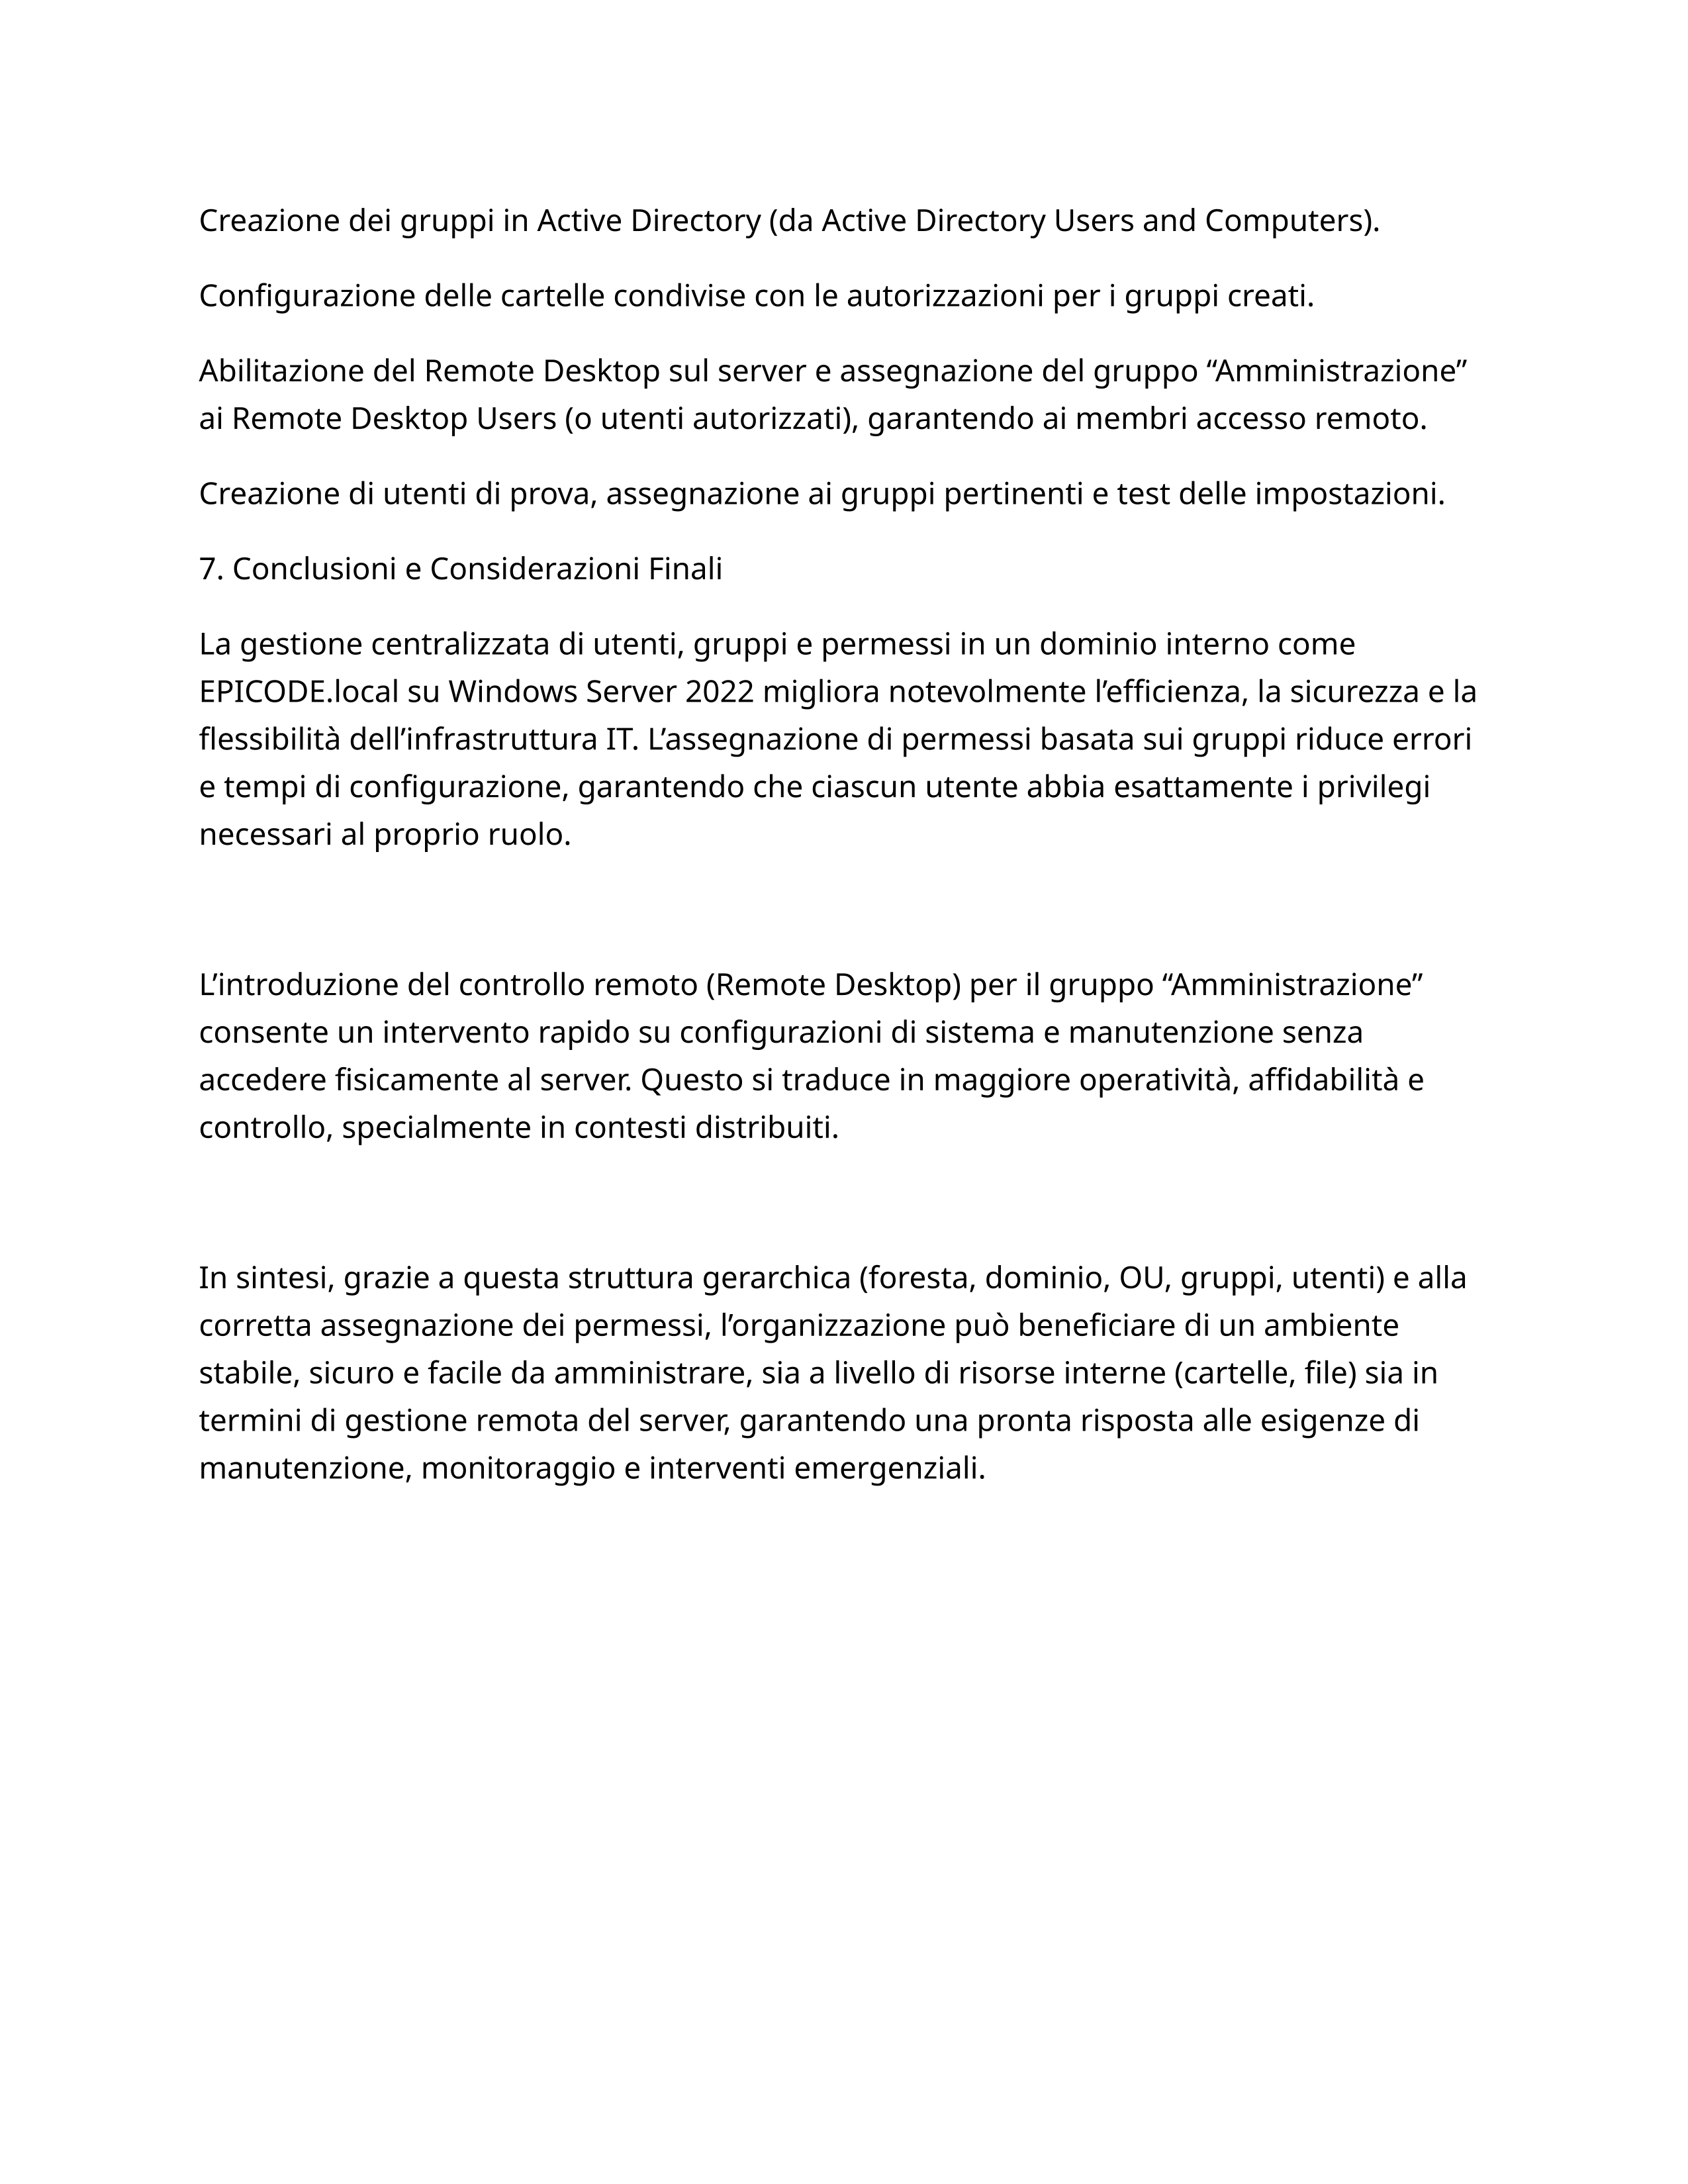 Creazione dei gruppi in Active Directory (da Active Directory Users and Computers).
Configurazione delle cartelle condivise con le autorizzazioni per i gruppi creati.
Abilitazione del Remote Desktop sul server e assegnazione del gruppo “Amministrazione”
ai Remote Desktop Users (o utenti autorizzati), garantendo ai membri accesso remoto.
Creazione di utenti di prova, assegnazione ai gruppi pertinenti e test delle impostazioni.
7. Conclusioni e Considerazioni Finali
La gestione centralizzata di utenti, gruppi e permessi in un dominio interno come
EPICODE.local su Windows Server 2022 migliora notevolmente l’efficienza, la sicurezza e la
flessibilità dell’infrastruttura IT. L’assegnazione di permessi basata sui gruppi riduce errori
e tempi di configurazione, garantendo che ciascun utente abbia esattamente i privilegi
necessari al proprio ruolo.
L’introduzione del controllo remoto (Remote Desktop) per il gruppo “Amministrazione”
consente un intervento rapido su configurazioni di sistema e manutenzione senza
accedere fisicamente al server. Questo si traduce in maggiore operatività, affidabilità e
controllo, specialmente in contesti distribuiti.
In sintesi, grazie a questa struttura gerarchica (foresta, dominio, OU, gruppi, utenti) e alla
corretta assegnazione dei permessi, l’organizzazione può beneficiare di un ambiente
stabile, sicuro e facile da amministrare, sia a livello di risorse interne (cartelle, file) sia in
termini di gestione remota del server, garantendo una pronta risposta alle esigenze di
manutenzione, monitoraggio e interventi emergenziali.